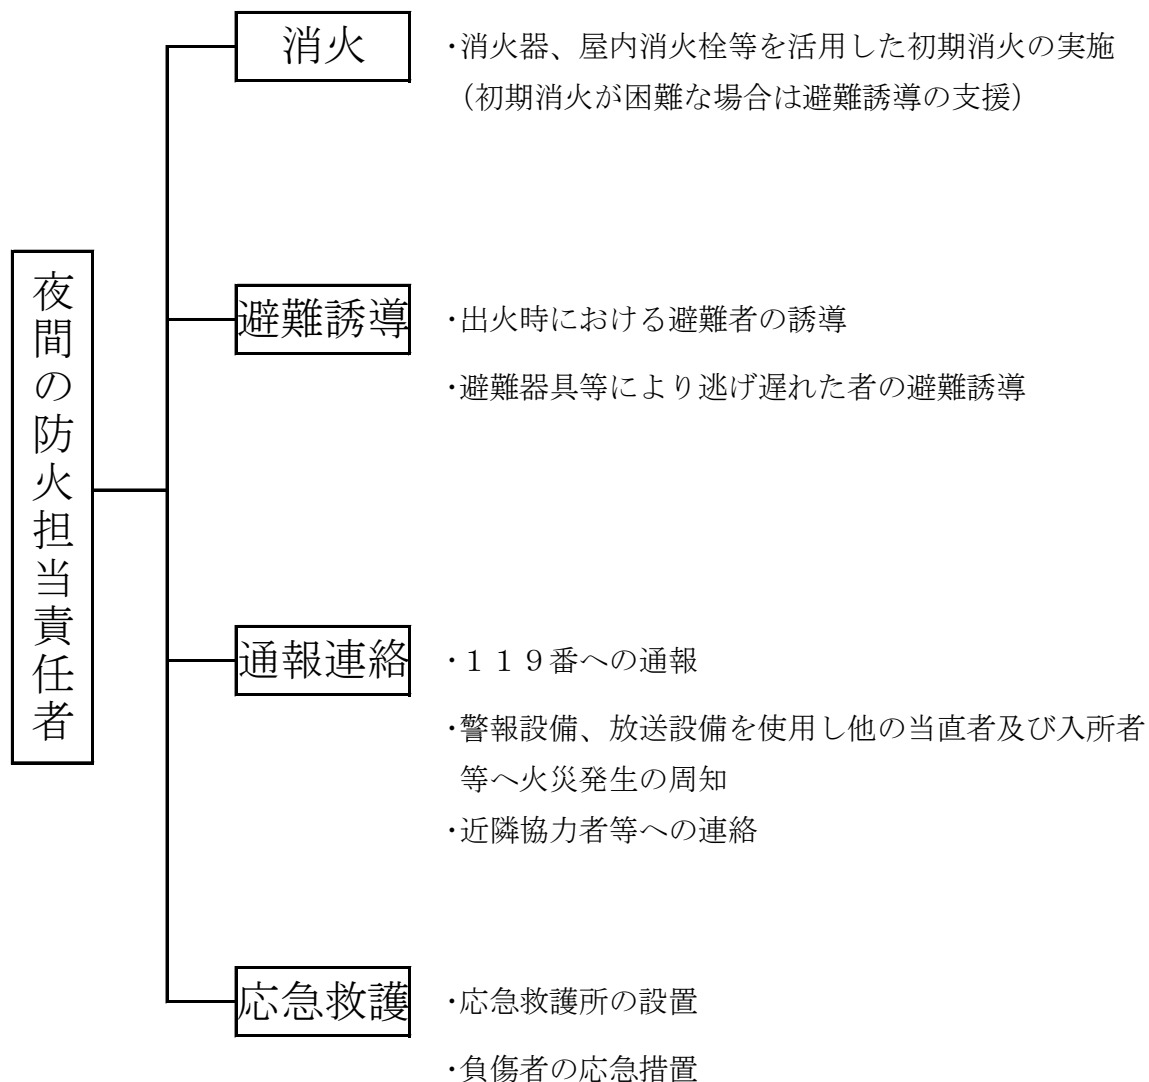 夜間の防火担当責任者
消火
・消火器、屋内消火栓等を活用した初期消火の実施
（初期消火が困難な場合は避難誘導の支援）
避難誘導
・出火時における避難者の誘導
・避難器具等により逃げ遅れた者の避難誘導
通報連絡
・１１９番への通報
・警報設備、放送設備を使用し他の当直者及び入所者
等へ火災発生の周知
・近隣協力者等への連絡
応急救護
・応急救護所の設置
・負傷者の応急措置